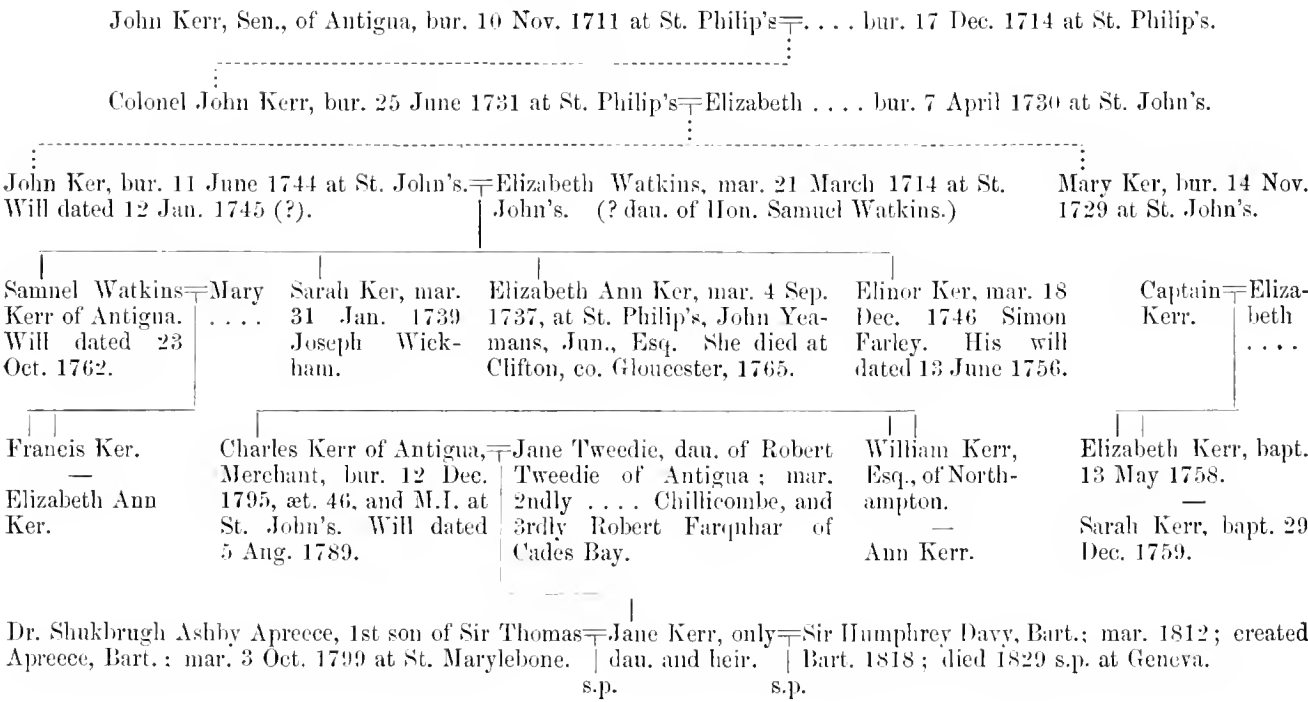 John Kerr, Sen., of Antigua, bur. 10 Nov. 1711 at St. Philip's=. . . . bur. 17 Dec. 1714 at St. Philip's.
Colonel John Kerr, bur. 25 June 1731 at St. Philip's=Elizabeth . . . . bur. 7 April 1730 at St. John's.
John Ker, bur. 11 June 1744 at St. John's.=Elizabeth Watkins, mar. 21 March 1714 at St.
Will dated 12 Jan. 1745 (?). John's. (? dau. of Hon. Samuel Watkins.)
Mary Ker, bur. 14 Nov.
1729 at St. John's.
Samuel Watkins=Mary
Kerr of Antigua. . . . .
Will dated 23
Oct. 1762.
Sarah Ker, mar.
31 Jan. 1739
Joseph Wick-
ham.
Elizabeth Ann Ker, mar. 4 Sep.
1737, at St. Philip's, John Yea-
mans, Jun., Esq. She died at
Clifton, co. Gloucester, 1765.
Elinor Ker, mar. 18
Dec. 1746 Simon
Farley. His will
dated 13 June 1756.
Captain=Eliza-
Kerr. beth
. . . .
Francis Ker.
—
Elizabeth Ann
Ker.
Charles Kerr of Antigua,=
Merchant, bur. 12 Dec.
1795, æt. 46, and M.I. at
St. John's. Will dated
5 Aug. 1789.
Jane Tweedie, dau. of Robert
Tweedie of Antigua ; mar.
2ndly . . . . Chillicombe, and
3rdly Robert Farquhar of
Cades Bay.
William Kerr,
Esq., of North-
ampton.
—
Ann Kerr.
Elizabeth Kerr, bapt.
13 May 1758.
—
Sarah Kerr, bapt. 29
Dec. 1759.
Dr. Shukbrugh Ashby Apreece, 1st son of Sir Thomas=Jane Kerr, only=Sir Humphrey Davy, Bart.; mar. 1812 ; created
Apreece, Bart. ; mar. 3 Oct. 1799 at St. Marylebone. dau. and heir. Bart. 1818 ; died 1829 s.p. at Geneva.
s.p. s.p.